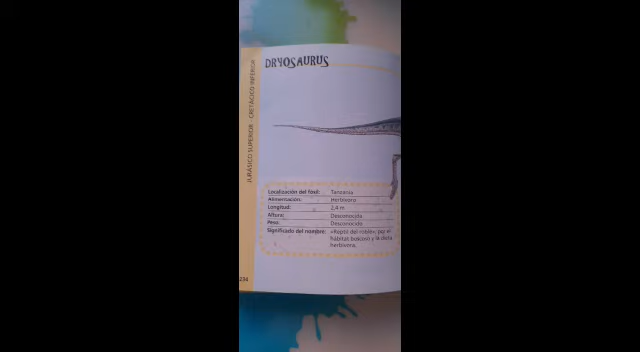 DRYOSAURUS
JURÁSICO SUPERIOR - CRETÁCICO INFERIOR
Localización del fósil: Tanzania
Alimentación: Herbívoro
Longitud: 2,4 m
Altura: Desconocida
Peso: Desconocido
Significado del nombre: «Reptil del roble», por el
hábitat boscoso y la dieta
herbívora.
234